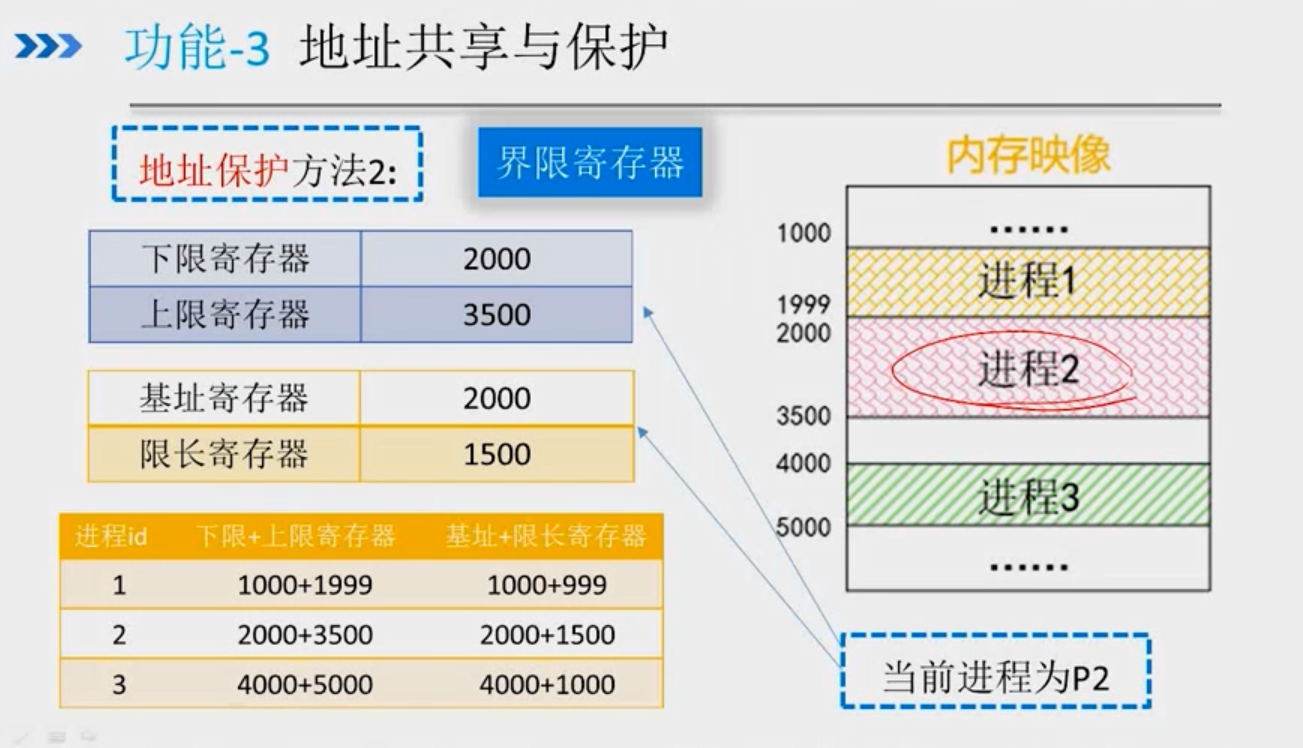 功能-3 地址共享与保护
地址保护方法2:
界限寄存器
下限寄存器 2000
上限寄存器 3500
基址寄存器 2000
限长寄存器 1500
进程id 下限+上限寄存器 基址+限长寄存器
1 1000+1999 1000+999
2 2000+3500 2000+1500
3 4000+5000 4000+1000
内存映像
......
1000
进程1
1999
2000
进程2
3500
4000
进程3
5000
......
当前进程为P2